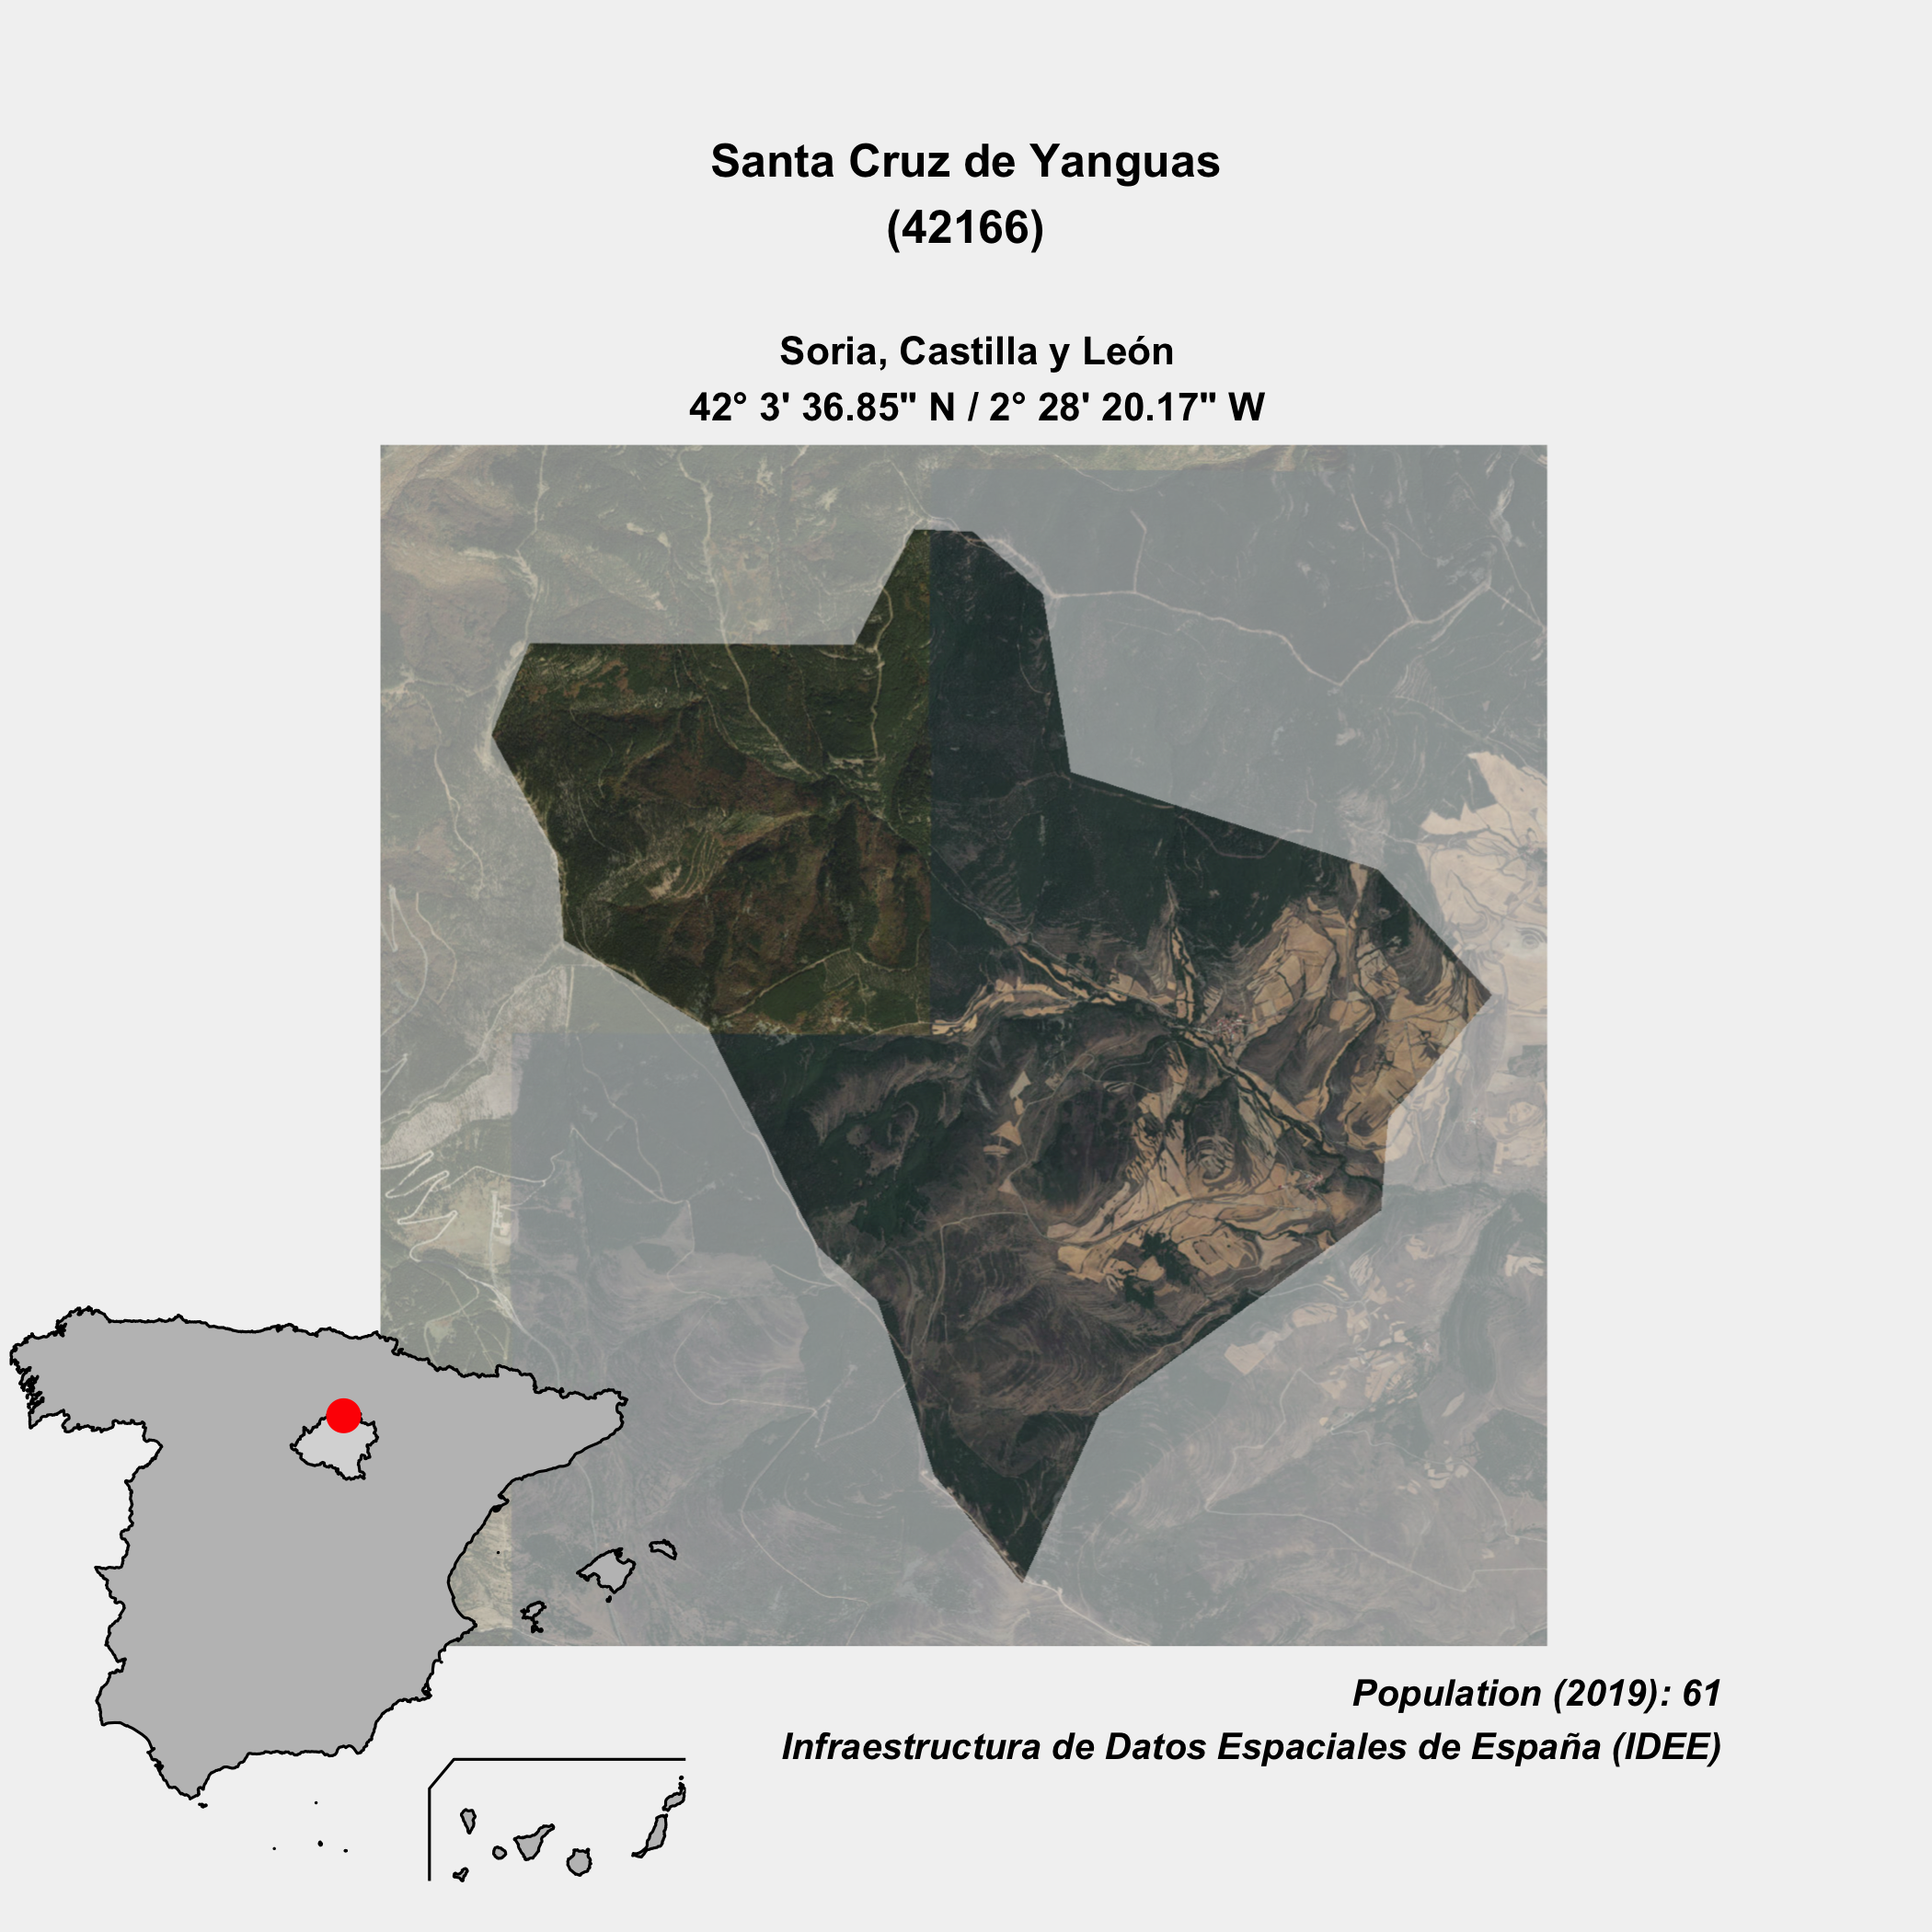 Santa Cruz de Yanguas
(42166)
Soria, Castilla y León
42° 3' 36.85" N / 2° 28' 20.17" W
Population (2019): 61
Infraestructura de Datos Espaciales de España (IDEE)